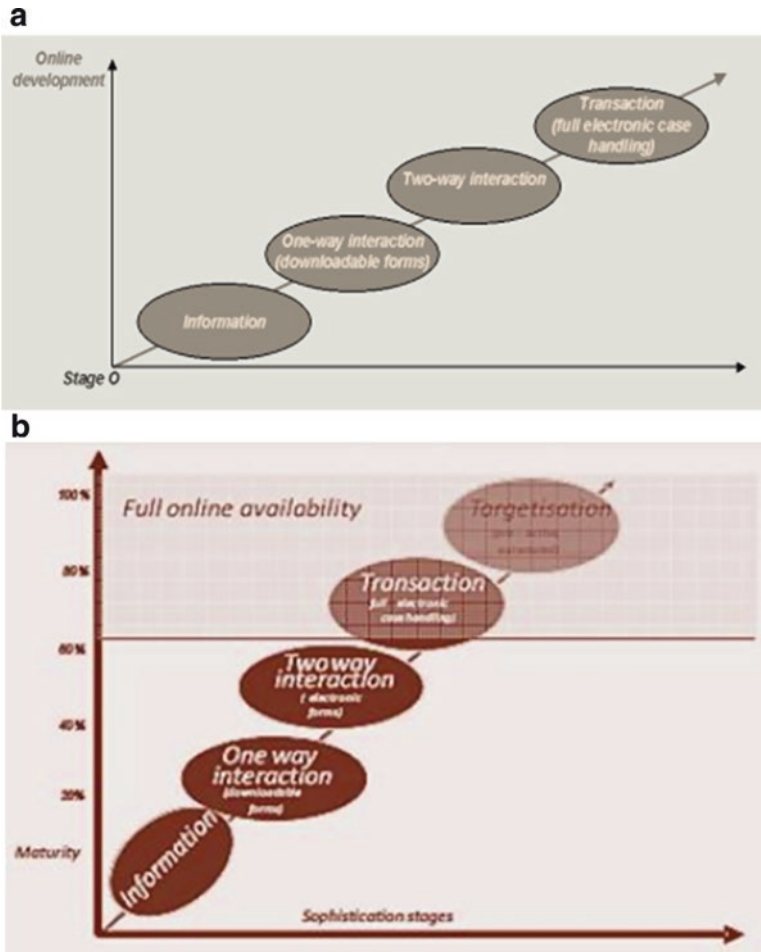 a
Online
development
Transaction
(full electronic case
handling)
Two-way interaction
One-way interaction
(downloadable forms)
Information
Stage 0
b
100%
Full online availability
Targetisation
80%
Transaction
full electronic
case handling)
60%
Twoway
interaction
( electronic
forms)
40%
One way
interaction
(downloadable
forms)
20%
Information
Maturity
Sophistication stages